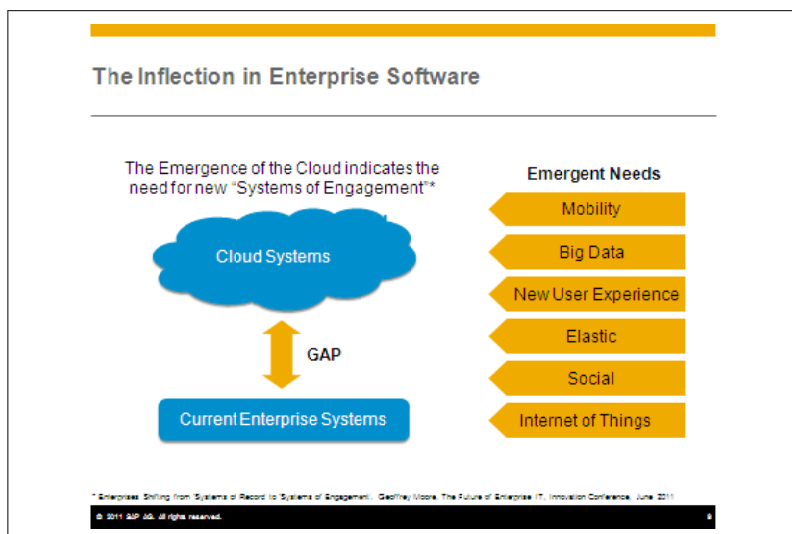 The Inflection in Enterprise Software
The Emergence of the Cloud indicates the
need for new "Systems of Engagement"*
Cloud Systems
GAP
Current Enterprise Systems
Emergent Needs
Mobility
Big Data
New User Experience
Elastic
Social
Internet of Things
* Enterprises Shifting from 'Systems of Record' to 'Systems of Engagement'. Geoffrey Moore, The Future of Enterprise IT, Innovation Conference, June 2011
© 2011 SAP AG. All rights reserved.